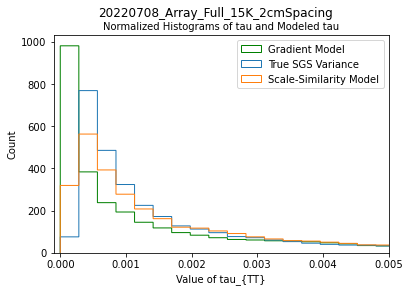 20220708_Array_Full_15K_2cmSpacing
Normalized Histograms of tau and Modeled tau
Gradient Model
True SGS Variance
Scale-Similarity Model
Count
1000
800
600
400
200
0
0.000 0.001 0.002 0.003 0.004 0.005
Value of tau_{TT}